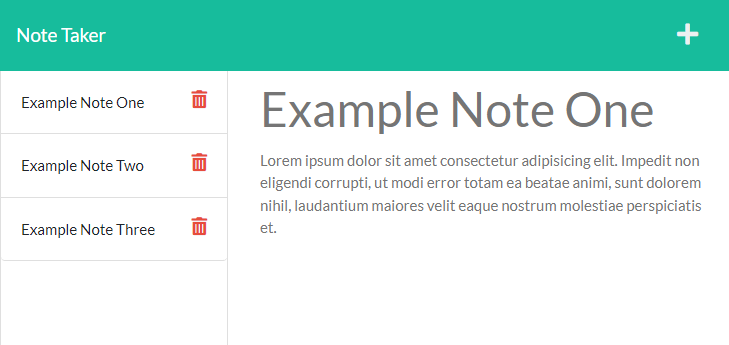 Note Taker
Example Note One
Example Note Two
Example Note Three
Example Note One
Lorem ipsum dolor sit amet consectetur adipisicing elit. Impedit non
eligendi corrupti, ut modi error totam ea beatae animi, sunt dolorem
nihil, laudantium maiores velit eaque nostrum molestiae perspiciatis
et.